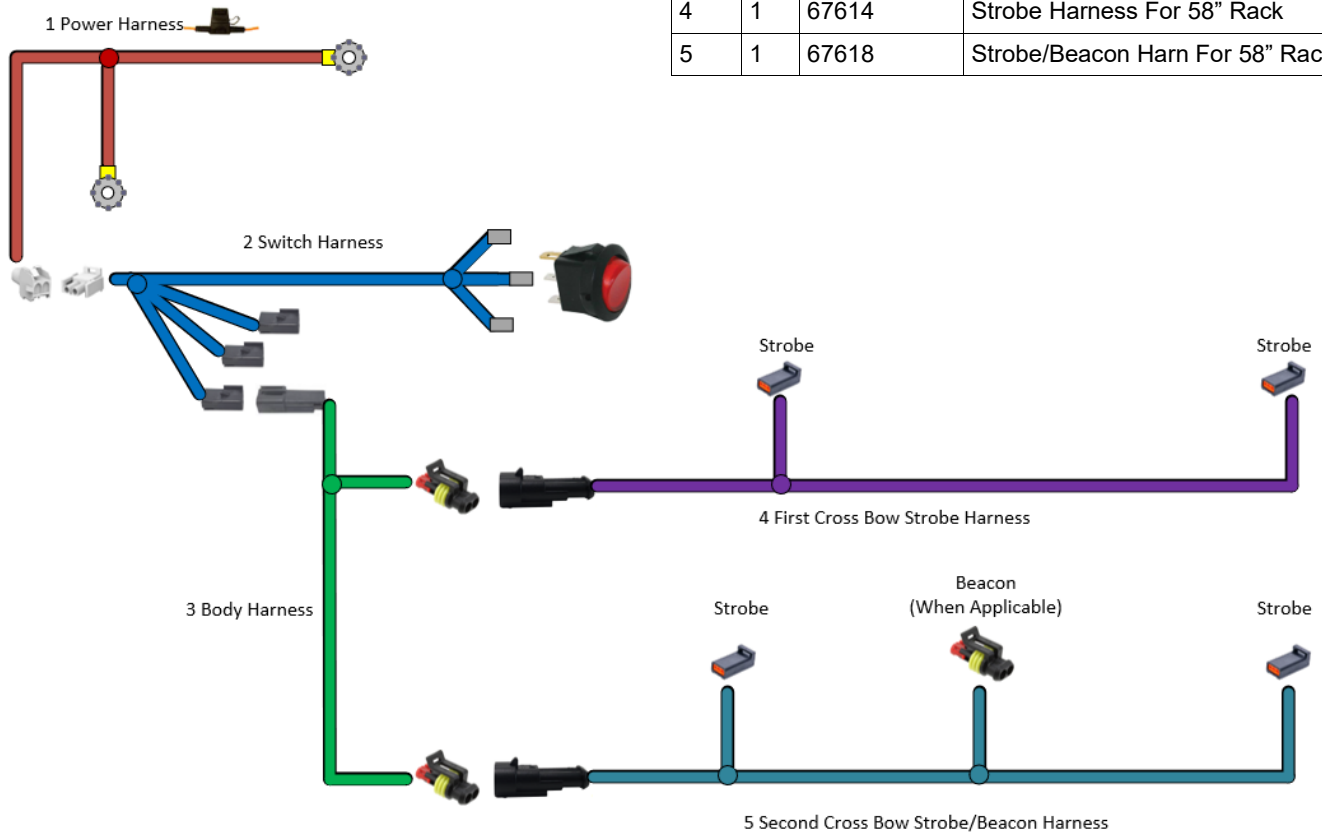 1 Power Harness
4 1 67614 Strobe Harness For 58” Rack
5 1 67618 Strobe/Beacon Harn For 58” Rac
2 Switch Harness
Strobe
Strobe
4 First Cross Bow Strobe Harness
3 Body Harness
Strobe
Beacon
(When Applicable)
Strobe
5 Second Cross Bow Strobe/Beacon Harness